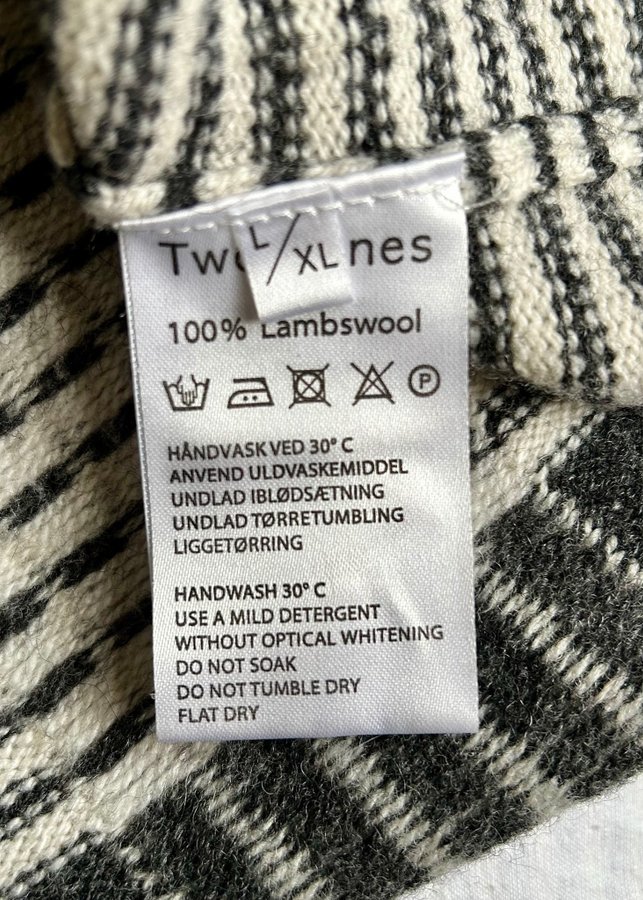 L/XL
nes
100% Lambswool
P
HÅNDVASK VED 30° C
ANVEND ULDVASKEMIDDEL
UNDLAD IBLØDSÆTNING
UNDLAD TØRRETUMBLING
LIGGETØRRING
HANDWASH 30° C
USE A MILD DETERGENT
WITHOUT OPTICAL WHITENING
DO NOT SOAK
DO NOT TUMBLE DRY
FLAT DRY